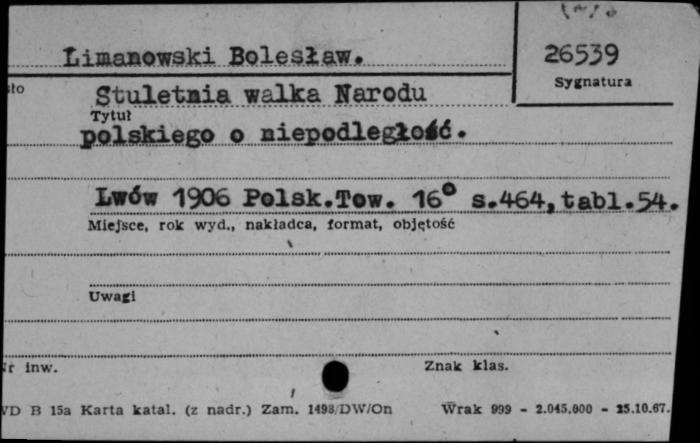 Limanowski Bolesław.
26539
Sygnatura
Stuletnia walka Narodu
Tytuł
polskiego o niepodległość.
Lwów 1906 Polsk.Tow. 16° s.464, tabl.54.
Miejsce, rok wyd., nakładca, format, objętość
Uwagi
Nr inw.
Znak klas.
WD B 15a Karta katal. (z nadr.) Zam. 1498/DW/On
Wrak 999 - 2.045.000 - 25.10.67.